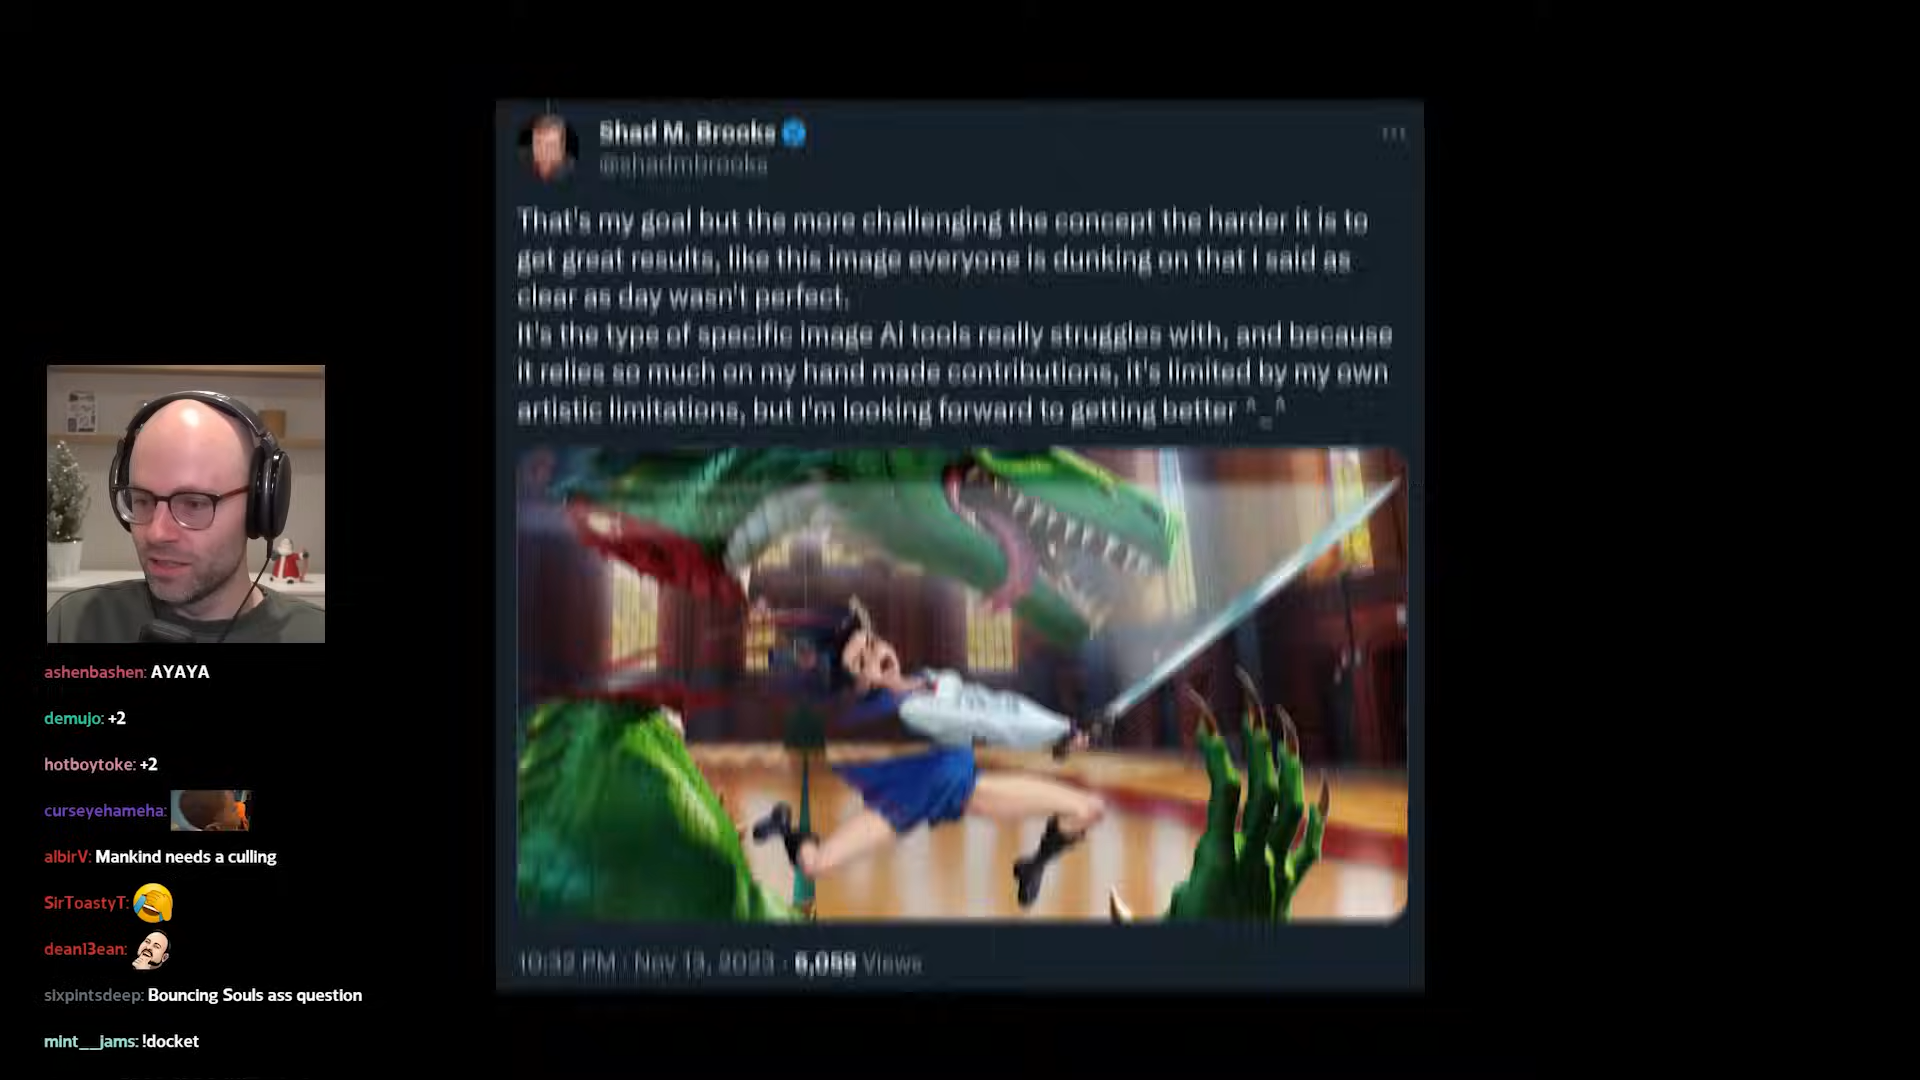 Shad M. Brooks
@shadmbrooks
That's my goal but the more challenging the concept the harder it is to
get great results, like this image everyone is dunking on that I said as
clear as day wasn't perfect.
It's the type of specific image Ai tools really struggles with, and because
it relies so much on my hand made contributions, it's limited by my own
artistic limitations, but I'm looking forward to getting better ^_^
10:32 PM · Nov 13, 2023 · 6,059 Views
ashenbashen: AYAYA
demujo: +2
hotboytoke: +2
curseyehameha:
albirV: Mankind needs a culling
SirToastyT:
dean13ean:
sixpintsdeep: Bouncing Souls ass question
mint__jams: !docket